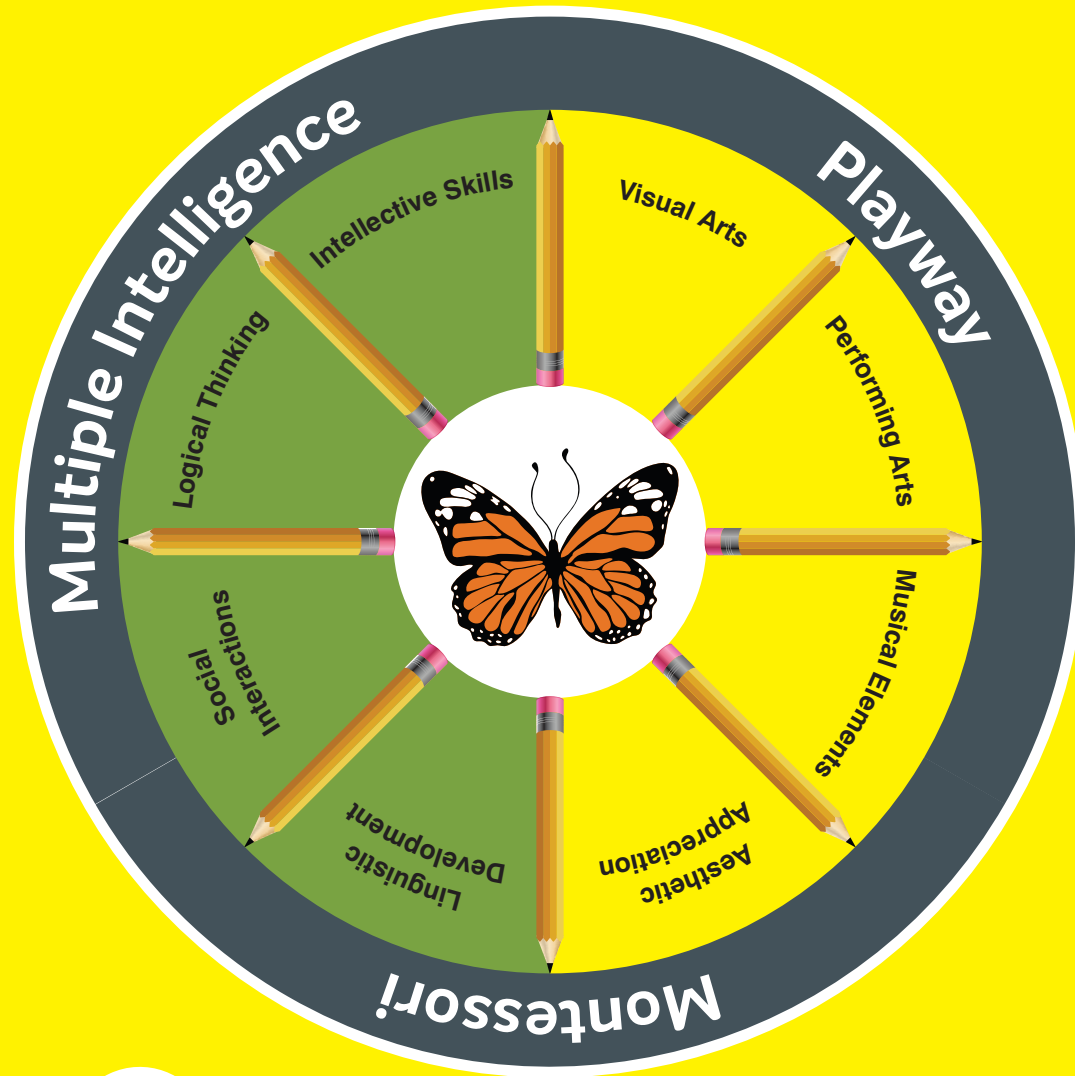 Multiple Intelligence
Playway
Montessori
Intellective Skills
Visual Arts
Performing Arts
Musical Elements
Aesthetic
Appreciation
Linguistic
Development
Social
Interactions
Logical Thinking